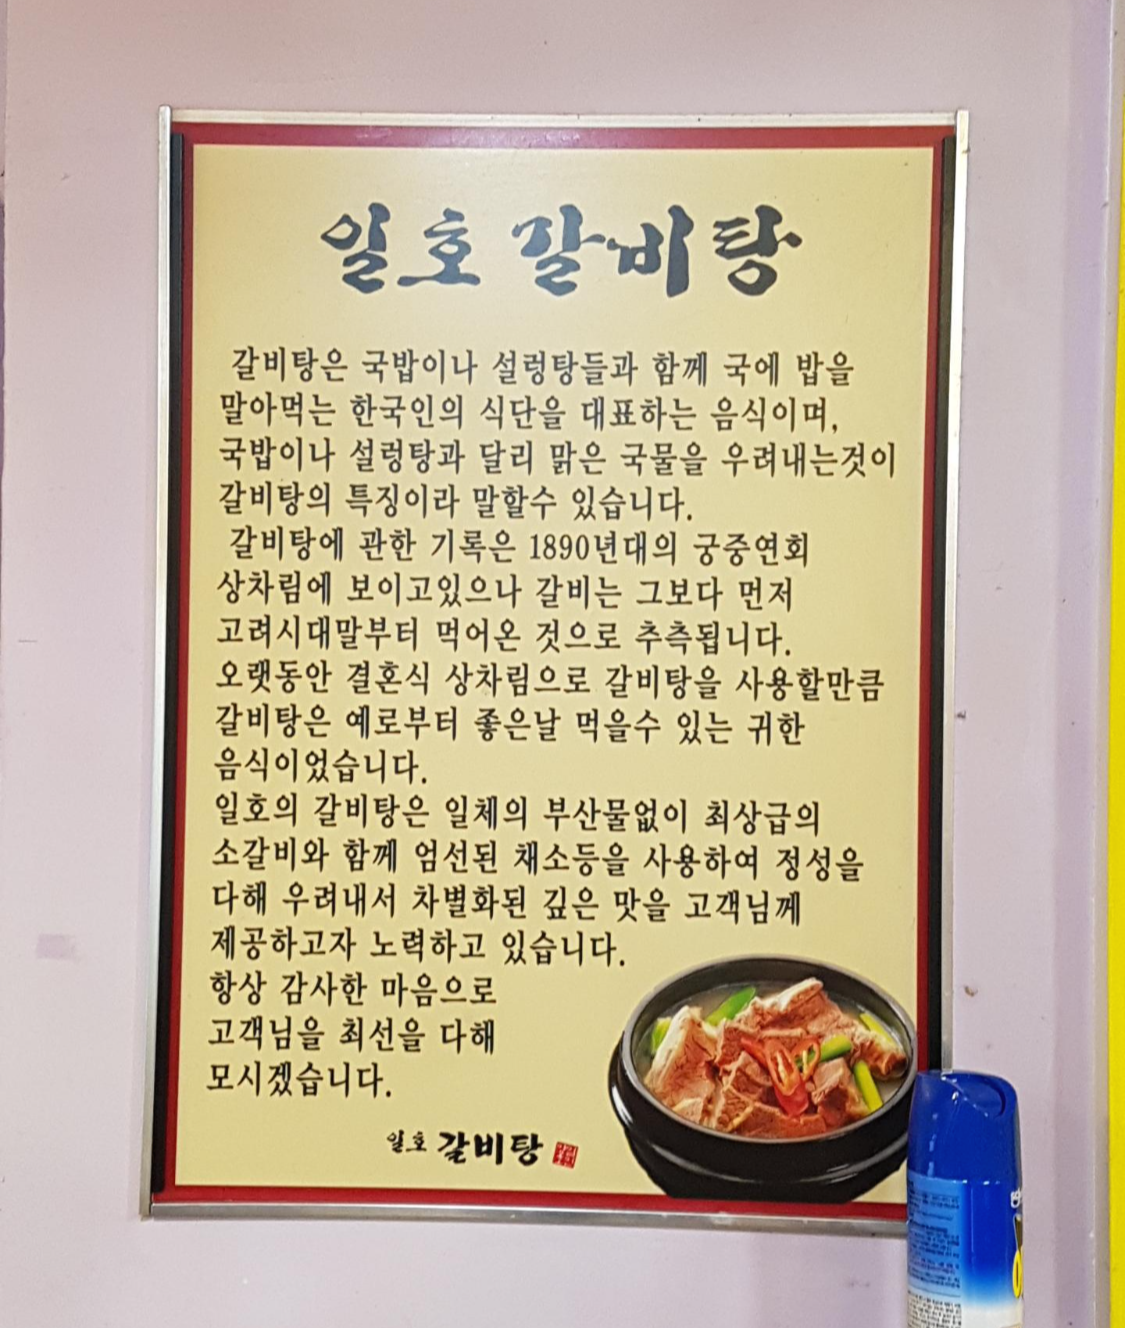 일호 갈비탕
갈비탕은 국밥이나 설렁탕들과 함께 국에 밥을
말아먹는 한국인의 식단을 대표하는 음식이며,
국밥이나 설렁탕과 달리 맑은 국물을 우려내는것이
갈비탕의 특징이라 말할수 있습니다.
갈비탕에 관한 기록은 1890년대의 궁중연회
상차림에 보이고있으나 갈비는 그보다 먼저
고려시대말부터 먹어온 것으로 추측됩니다.
오랫동안 결혼식 상차림으로 갈비탕을 사용할만큼
갈비탕은 예로부터 좋은날 먹을수 있는 귀한
음식이었습니다.
일호의 갈비탕은 일체의 부산물없이 최상급의
소갈비와 함께 엄선된 채소등을 사용하여 정성을
다해 우려내서 차별화된 깊은 맛을 고객님께
제공하고자 노력하고 있습니다.
항상 감사한 마음으로
고객님을 최선을 다해
모시겠습니다.
일호 갈비탕